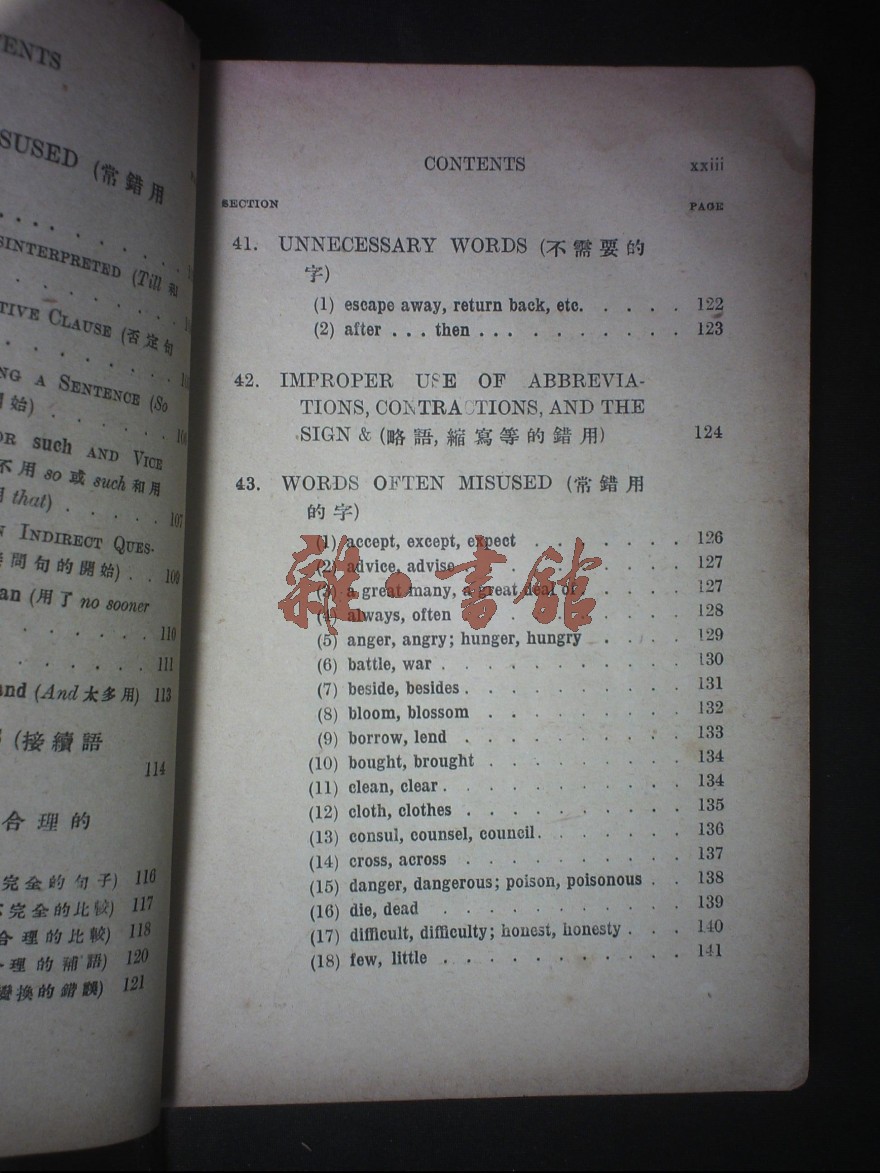 ENTS
SUSED (常錯用
SINTERPRETED (Till 和
TIVE CLAUSE (否定句
NG A SENTENCE (So
始)
106
OR such AND VICE
不用 so 或 such 和用
that)
107
N INDIRECT QUES-
問句的開始) . . 109
an (用了 no sooner
110
111
and (And 太多用) 113
(接續語
114
合理的
完全的句子) 116
完全的比較) 117
合理的比較) 118
理的補語) 120
變換的錯誤) 121
CONTENTS xxiii
SECTION PAGE
41. UNNECESSARY WORDS (不需要的
字)
(1) escape away, return back, etc. . . . . . 122
(2) after . . . then . . . . . . . . . . . 123
42. IMPROPER USE OF ABBREVIA-
TIONS, CONTRACTIONS, AND THE
SIGN & (略語, 縮寫等的錯用) 124
43. WORDS OFTEN MISUSED (常錯用
的字)
(1) accept, except, expect . . . . . . . 126
(2) advice, advise . . . . . . . . . 127
(3) a great many, a great deal of . . . . . 127
(4) always, often . . . . . . . . . . 128
(5) anger, angry; hunger, hungry . . . . 129
(6) battle, war . . . . . . . . . . . 130
(7) beside, besides . . . . . . . . . . 131
(8) bloom, blossom . . . . . . . . . 132
(9) borrow, lend . . . . . . . . . . 133
(10) bought, brought . . . . . . . . . 134
(11) clean, clear . . . . . . . . . . . 134
(12) cloth, clothes . . . . . . . . . . 135
(13) consul, counsel, council . . . . . . . 136
(14) cross, across . . . . . . . . . . 137
(15) danger, dangerous; poison, poisonous . . 138
(16) die, dead . . . . . . . . . . . 139
(17) difficult, difficulty; honest, honesty . . . 140
(18) few, little . . . . . . . . . . . 141
雜·書館